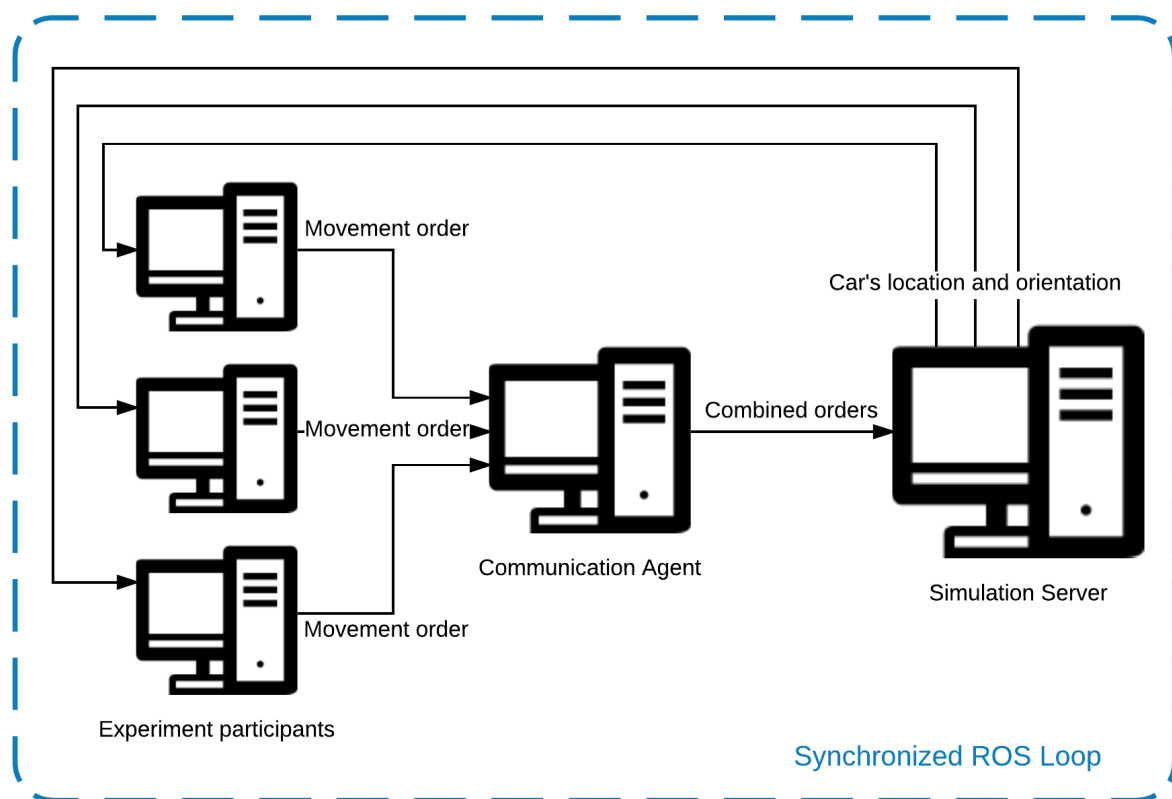 Movement order
Car's location and orientation
Combined orders
Movement order
Communication Agent
Simulation Server
Movement order
Experiment participants
Synchronized ROS Loop